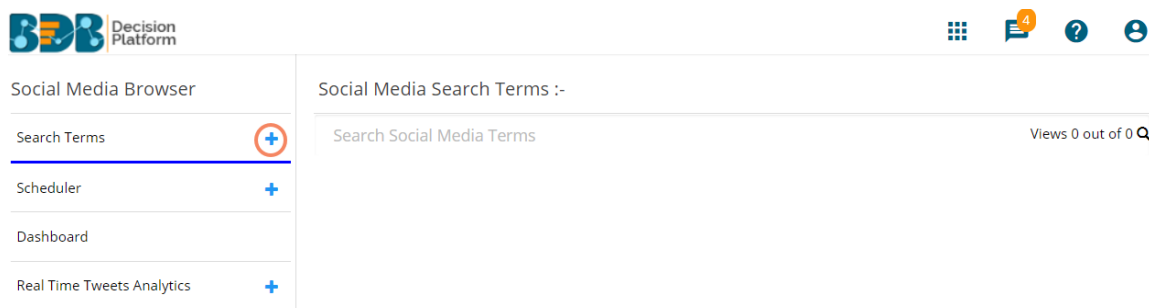 BDB Decision
Platform
4
Social Media Browser
Social Media Search Terms :-
Search Terms
Search Social Media Terms
Views 0 out of 0
Scheduler
Dashboard
Real Time Tweets Analytics